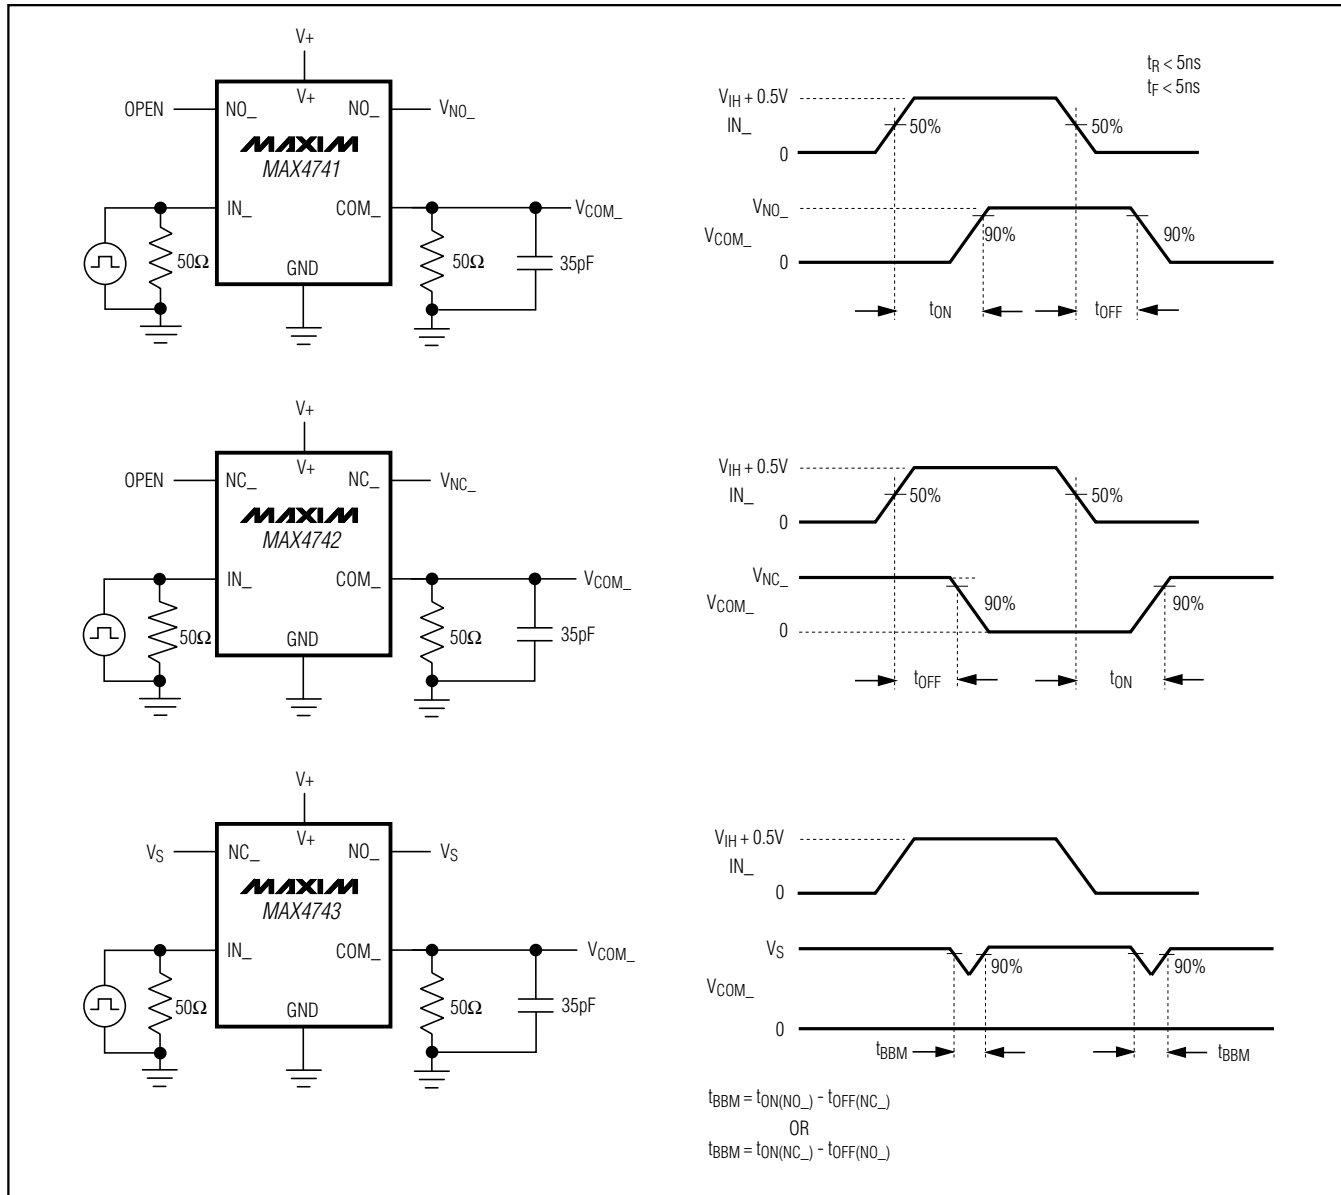 V+
OPEN
NO_
V+
NO_
V_NO_
MAXIM
MAX4741
IN_
COM_
V_COM_
50Ω
GND
50Ω
35pF
t_R < 5ns
t_F < 5ns
V_IH + 0.5V
IN_
50%
50%
0
V_NO_
V_COM_
90%
90%
0
t_ON
t_OFF
V+
OPEN
NC_
V+
NC_
V_NC_
MAXIM
MAX4742
IN_
COM_
V_COM_
50Ω
GND
50Ω
35pF
V_IH + 0.5V
IN_
50%
50%
0
V_NC_
V_COM_
90%
90%
0
t_OFF
t_ON
V+
V_S
NC_
V+
NO_
V_S
MAXIM
MAX4743
IN_
COM_
V_COM_
50Ω
GND
50Ω
35pF
V_IH + 0.5V
IN_
0
V_S
90%
90%
V_COM_
0
t_BBM
t_BBM
t_BBM = t_ON(NO_) - t_OFF(NC_)
OR
t_BBM = t_ON(NC_) - t_OFF(NO_)